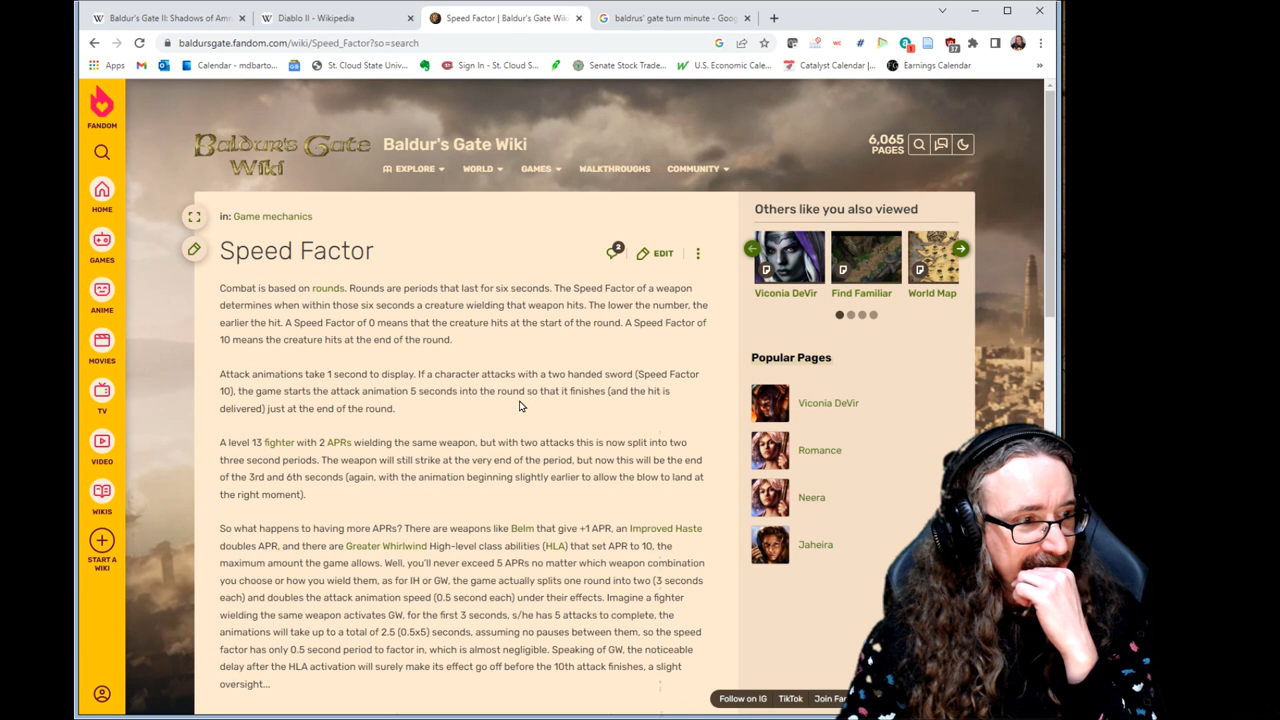 Baldur's Gate II: Shadows of Amn
Diablo II - Wikipedia
Speed Factor | Baldur's Gate Wiki
baldrus' gate turn minute - Goog
baldursgate.fandom.com/wiki/Speed_Factor?so=search
Apps
Calendar - mdbarto...
St. Cloud State Univ...
Sign In - St. Cloud S...
Senate Stock Trade...
U.S. Economic Cale...
Catalyst Calendar |...
Earnings Calendar
FANDOM
HOME
GAMES
ANIME
MOVIES
TV
VIDEO
WIKIS
START A
WIKI
Baldur's Gate
Wiki
Baldur's Gate Wiki
6,065
PAGES
EXPLORE
WORLD
GAMES
WALKTHROUGHS
COMMUNITY
in: Game mechanics
Speed Factor
2
EDIT
Combat is based on rounds. Rounds are periods that last for six seconds. The Speed Factor of a weapon
determines when within those six seconds a creature wielding that weapon hits. The lower the number, the
earlier the hit. A Speed Factor of 0 means that the creature hits at the start of the round. A Speed Factor of
10 means the creature hits at the end of the round.
Attack animations take 1 second to display. If a character attacks with a two handed sword (Speed Factor
10), the game starts the attack animation 5 seconds into the round so that it finishes (and the hit is
delivered) just at the end of the round.
A level 13 fighter with 2 APRs wielding the same weapon, but with two attacks this is now split into two
three second periods. The weapon will still strike at the very end of the period, but now this will be the end
of the 3rd and 6th seconds (again, with the animation beginning slightly earlier to allow the blow to land at
the right moment).
So what happens to having more APRs? There are weapons like Belm that give +1 APR, an Improved Haste
doubles APR, and there are Greater Whirlwind High-level class abilities (HLA) that set APR to 10, the
maximum amount the game allows. Well, you'll never exceed 5 APRs no matter which weapon combination
you choose or how you wield them, as for IH or GW, the game actually splits one round into two (3 seconds
each) and doubles the attack animation speed (0.5 second each) under their effects. Imagine a fighter
wielding the same weapon activates GW, for the first 3 seconds, s/he has 5 attacks to complete, the
animations will take up to a total of 2.5 (0.5x5) seconds, assuming no pauses between them, so the speed
factor has only 0.5 second period to factor in, which is almost negligible. Speaking of GW, the noticeable
delay after the HLA activation will surely make its effect go off before the 10th attack finishes, a slight
oversight...
Others like you also viewed
Viconia DeVir
Find Familiar
World Map
Popular Pages
Viconia DeVir
Romance
Neera
Jaheira
Follow on IG
TikTok
Join Fa